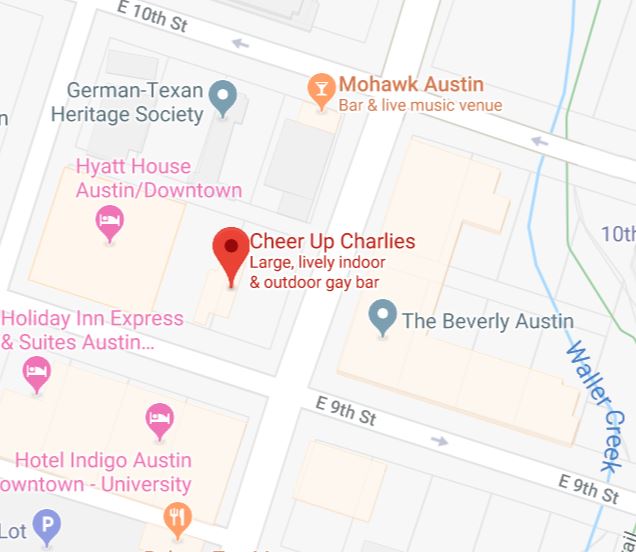 E 10th St
German-Texan
Heritage Society
Mohawk Austin
Bar & live music venue
n
Hyatt House
Austin/Downtown
Cheer Up Charlies
Large, lively indoor
& outdoor gay bar
10th
Holiday Inn Express
& Suites Austin...
The Beverly Austin
Waller Creek
E 9th St
Hotel Indigo Austin
owntown - University
E 9th St
Lot
P